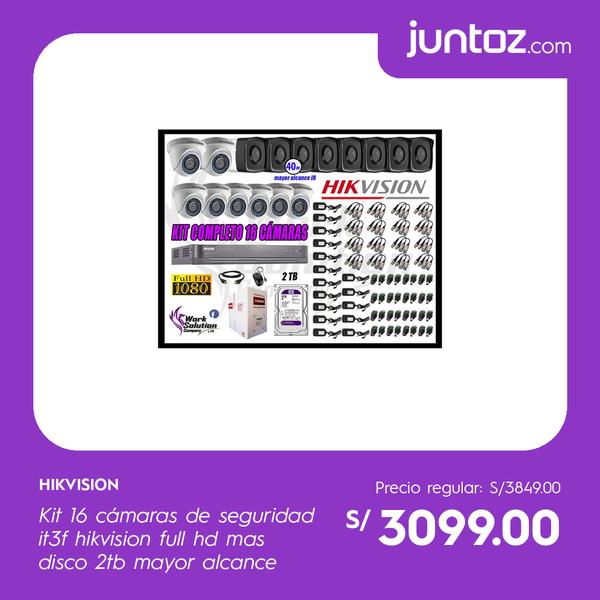 juntoz.com
40m
mayor alcance IR
HIKVISION
KIT COMPLETO 16 CÁMARAS
Full HD
1080
2 TB
Work
Solution
Company
HIKVISION
Kit 16 cámaras de seguridad
it3f hikvision full hd mas
disco 2tb mayor alcance
Precio regular: S/3849.00
S/ 3099.00